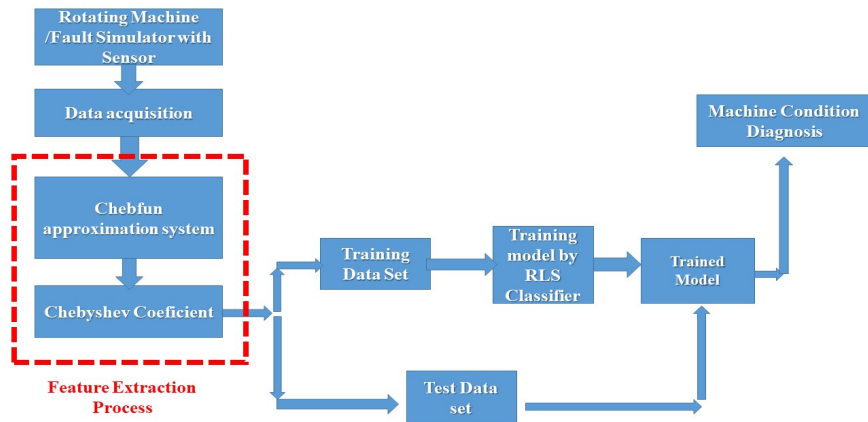 Rotating Machine
/Fault Simulator with
Sensor
Data acquisition
Chebfun
approximation system
Chebyshev Coeficient
Feature Extraction
Process
Training
Data Set
Training
model by
RLS
Classifier
Trained
Model
Test Data
set
Machine Condition
Diagnosis